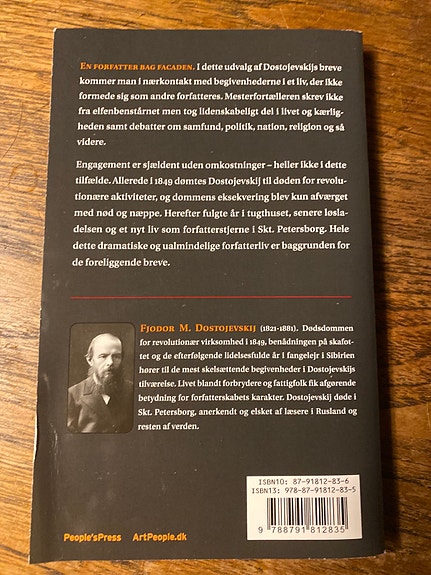 EN FORFATTER BAG FACADEN. I dette udvalg af Dostojevskijs breve
kommer man i nærkontakt med begivenhederne i et liv, der ikke
formede sig som andre forfatteres. Mesterfortælleren skrev ikke
fra elfenbenstårnet men tog lidenskabeligt del i livet og kærlig-
heden samt debatter om samfund, politik, nation, religion og så
videre.
Engagement er sjældent uden omkostninger – heller ikke i dette
tilfælde. Allerede i 1849 dømtes Dostojevskij til døden for revolu-
tionære aktiviteter, og dommens eksekvering blev kun afværget
med nød og næppe. Herefter fulgte år i tugthuset, senere løsla-
delsen og et nyt liv som forfatterstjerne i Skt. Petersborg. Hele
dette dramatiske og ualmindelige forfatterliv er baggrunden for
de foreliggende breve.
FJODOR M. DOSTOJEVSKIJ (1821-1881). Dødsdommen
for revolutionær virksomhed i 1849, benådningen på skafot-
tet og de efterfølgende lidelsesfulde år i fangelejr i Sibirien
hører til de mest skelsættende begivenheder i Dostojevskijs
tilværelse. Livet blandt forbrydere og fattigfolk fik afgørende
betydning for forfatterskabets karakter. Dostojevskij døde i
Skt. Petersborg, anerkendt og elsket af læsere i Rusland og
resten af verden.
ISBN10: 87-91812-83-6
ISBN13: 978-87-91812-83-5
9 788791 812835
People'sPress ArtPeople.dk